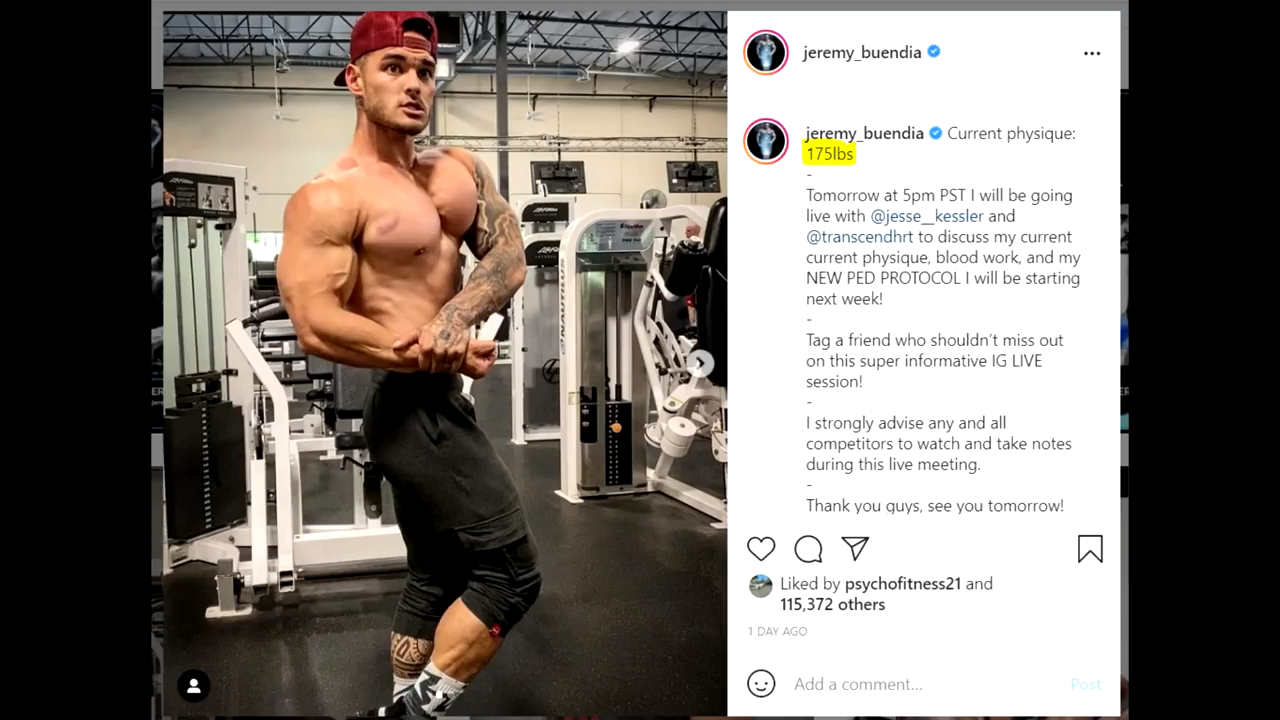 jeremy_buendia
jeremy_buendia Current physique:
175lbs
-
Tomorrow at 5pm PST I will be going
live with @jesse__kessler and
@transcendhrt to discuss my current
current physique, blood work, and my
NEW PED PROTOCOL I will be starting
next week!
-
Tag a friend who shouldn't miss out
on this super informative IG LIVE
session!
-
I strongly advise any and all
competitors to watch and take notes
during this live meeting.
-
Thank you guys, see you tomorrow!
Liked by psychofitness21 and
115,372 others
1 DAY AGO
Add a comment...
Post
NAUTILUS